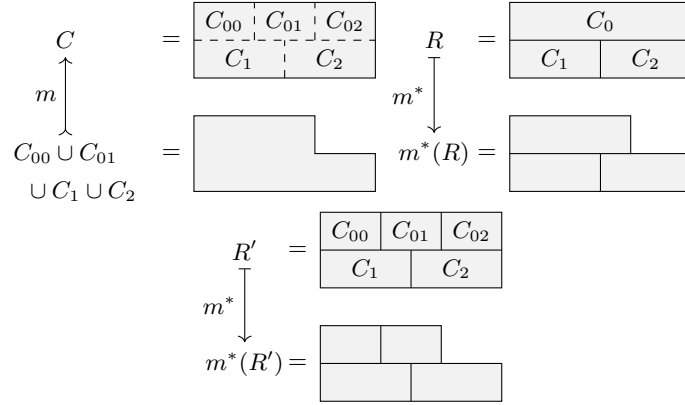 C = C₀₀ C₀₁ C₀₂ R = C₀
C₁ C₂ C₁ C₂
m m*
C₀₀ ∪ C₀₁ = m*(R) =
∪ C₁ ∪ C₂
R′ = C₀₀ C₀₁ C₀₂
C₁ C₂
m*
m*(R′) =